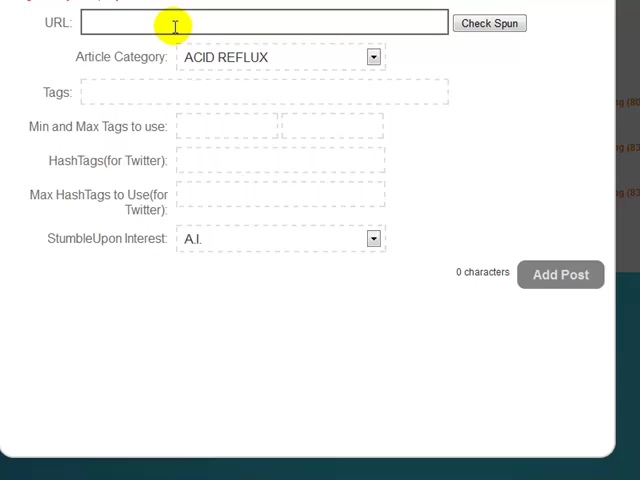 URL:
Check Spun
Article Category:
ACID REFLUX
Tags:
Min and Max Tags to use:
HashTags(for Twitter):
Max HashTags to Use(for
Twitter):
StumbleUpon Interest:
A.I.
0 characters
Add Post